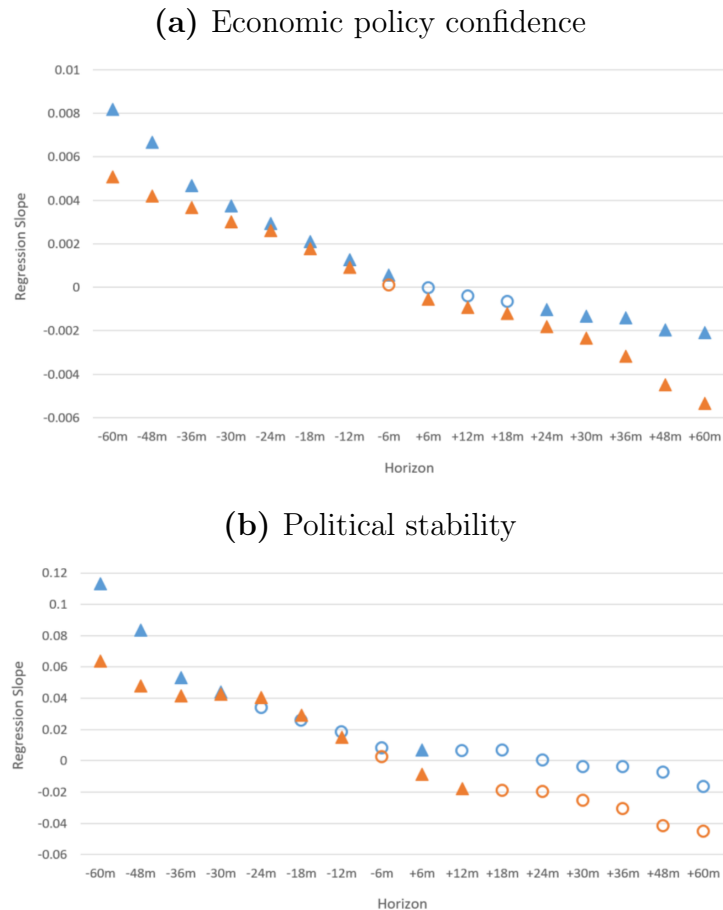 (a) Economic policy confidence
0.01
0.008
0.006
0.004
0.002
0
-0.002
-0.004
-0.006
Regression Slope
-60m -48m -36m -30m -24m -18m -12m -6m +6m +12m +18m +24m +30m +36m +48m +60m
Horizon
(b) Political stability
0.12
0.1
0.08
0.06
0.04
0.02
0
-0.02
-0.04
-0.06
Regression Slope
-60m -48m -36m -30m -24m -18m -12m -6m +6m +12m +18m +24m +30m +36m +48m +60m
Horizon